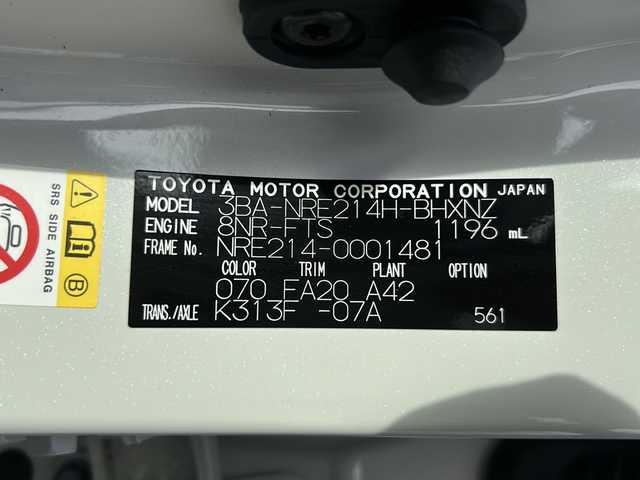 TOYOTA MOTOR CORPORATION JAPAN
MODEL 3BA-NRE214H-BHXNZ
ENGINE 8NR-FTS 1196 mL
FRAME No. NRE214-0001481
COLOR TRIM PLANT OPTION
070 FA20 A42
TRANS./AXLE K313F -07A 561
SRS SIDE AIRBAG
B